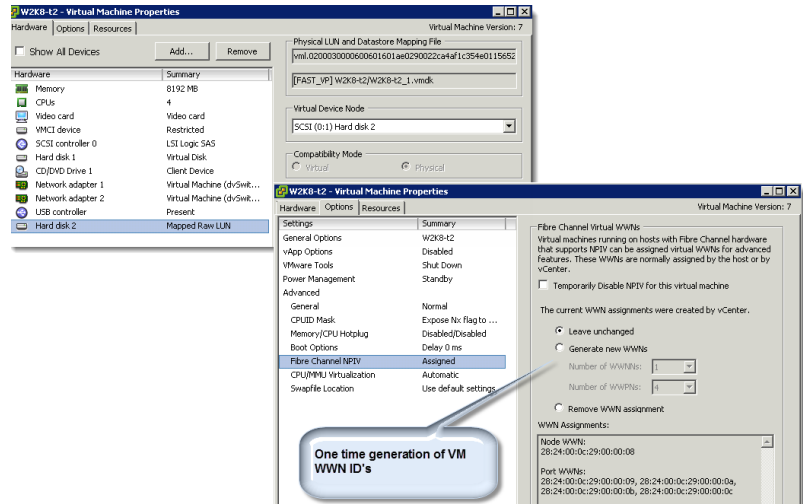 W2K8-t2 - Virtual Machine Properties
Hardware Options Resources
Virtual Machine Version: 7
Show All Devices
Add...
Remove
Hardware Summary
Memory 8192 MB
CPUs 4
Video card Video card
VMCI device Restricted
SCSI controller 0 LSI Logic SAS
Hard disk 1 Virtual Disk
CD/DVD Drive 1 Client Device
Network adapter 1 Virtual Machine (dvSwit...
Network adapter 2 Virtual Machine (dvSwit...
USB controller Present
Hard disk 2 Mapped Raw LUN
Physical LUN and Datastore Mapping File
vml.0200030000600601601ae0290022ca4af1c354e0115652
[FAST_VP] W2K8-t2/W2K8-t2_1.vmdk
Virtual Device Node
SCSI (0:1) Hard disk 2
Compatibility Mode
Virtual Physical
W2K8-t2 - Virtual Machine Properties
Hardware Options Resources
Virtual Machine Version: 7
Settings Summary
General Options W2K8-t2
vApp Options Disabled
VMware Tools Shut Down
Power Management Standby
Advanced
General Normal
CPUID Mask Expose Nx flag to ...
Memory/CPU Hotplug Disabled/Disabled
Boot Options Delay 0 ms
Fibre Channel NPIV Assigned
CPU/MMU Virtualization Automatic
Swapfile Location Use default settings
Fibre Channel Virtual WWNs
Virtual machines running on hosts with Fibre Channel hardware
that supports NPIV can be assigned virtual WWNs for advanced
features. These WWNs are normally assigned by the host or by
vCenter.
Temporarily Disable NPIV for this virtual machine
The current WWN assignments were created by vCenter.
Leave unchanged
Generate new WWNs
Number of WWNNs: 1
Number of WWPNs: 4
Remove WWN assignment
WWN Assignments:
Node WWN:
28:24:00:0c:29:00:00:08
Port WWNs:
28:24:00:0c:29:00:00:09, 28:24:00:0c:29:00:00:0a,
28:24:00:0c:29:00:00:0b, 28:24:00:0c:29:00:00:0c
One time generation of VM
WWN ID's